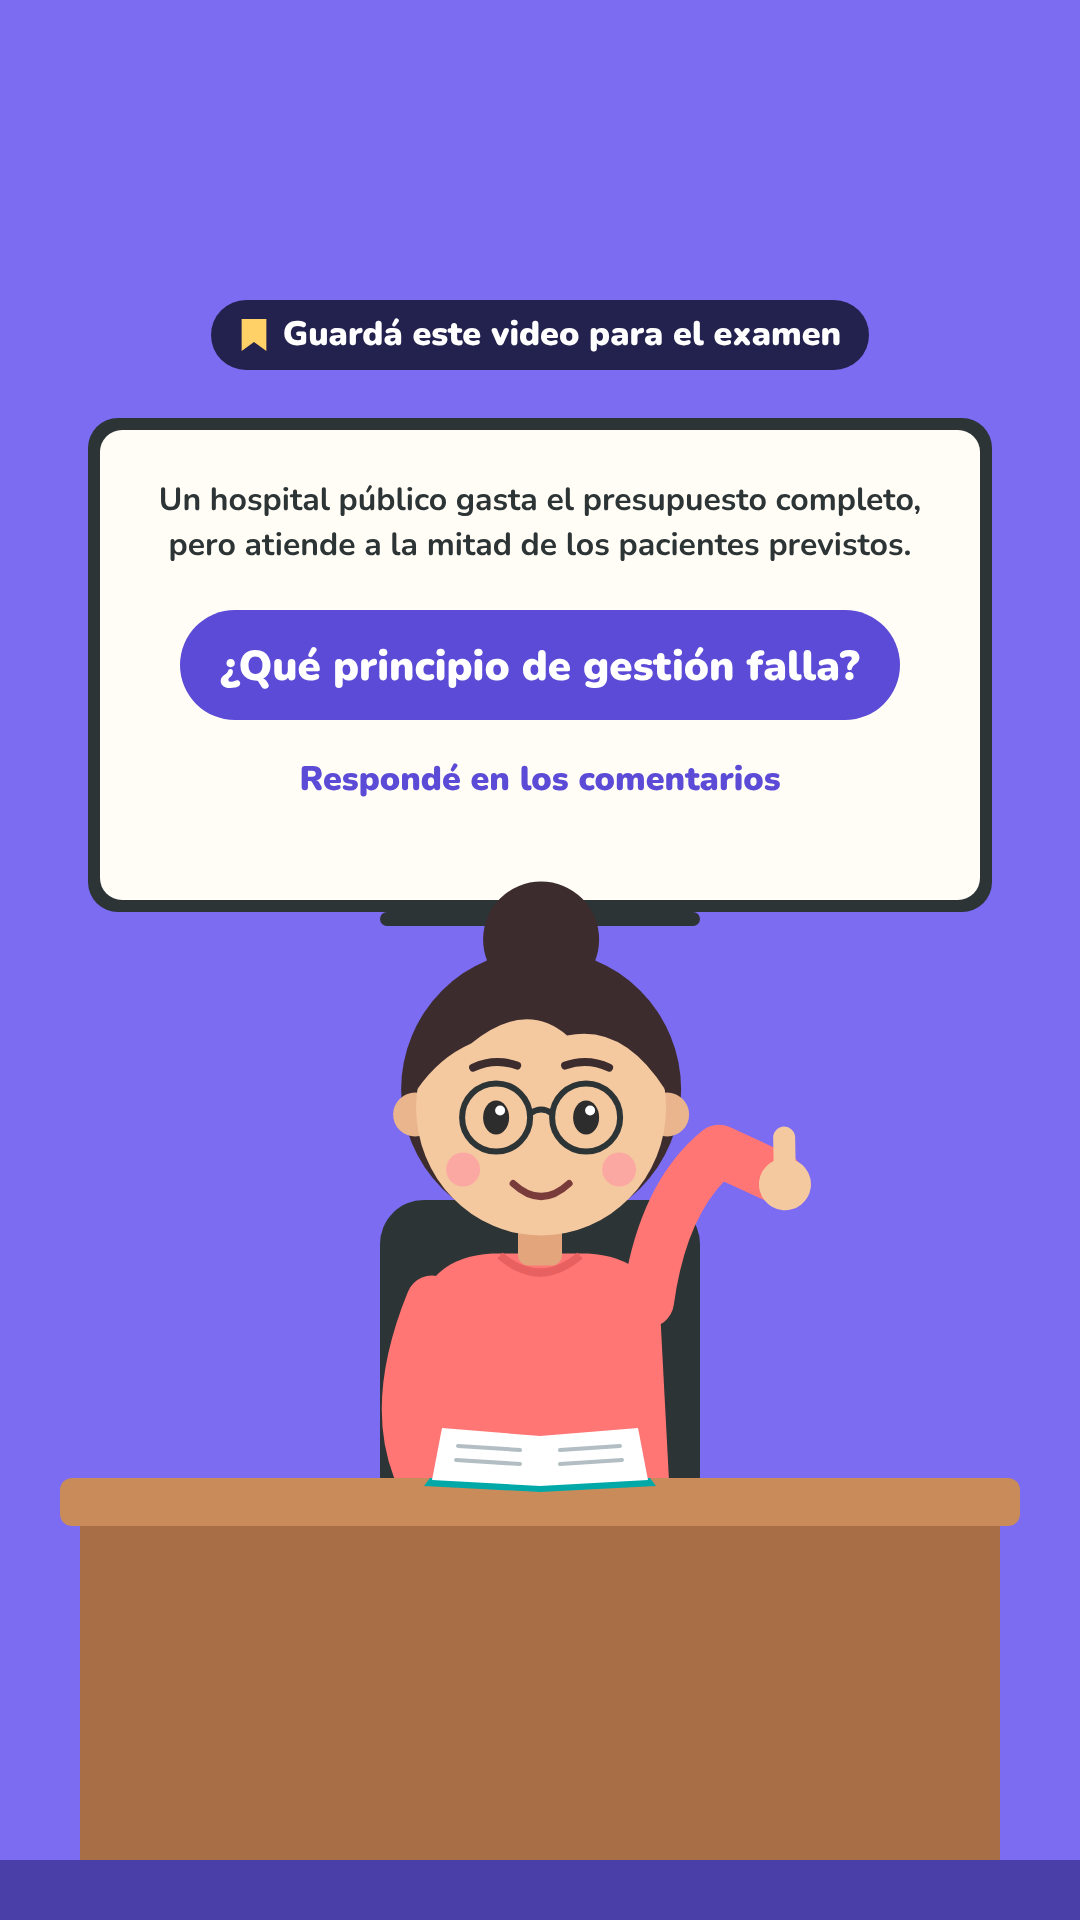 Guardá este video para el examen
Un hospital público gasta el presupuesto completo,
pero atiende a la mitad de los pacientes previstos.
¿Qué principio de gestión falla?
Respondé en los comentarios